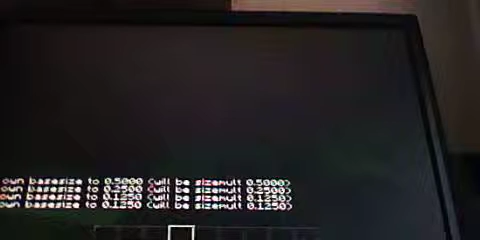 own basesize to 0.5000 (will be sizemult 0.5000)
own basesize to 0.2500 (will be sizemult 0.2500)
own basesize to 0.1250 (will be sizemult 0.1250)
own basesize to 0.1250 (will be sizemult 0.1250)